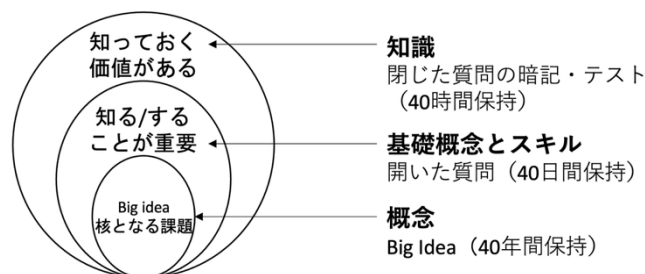 知っておく
価値がある
知る/する
ことが重要
Big idea
核となる課題
知識
閉じた質問の暗記・テスト
（40時間保持）
基礎概念とスキル
開いた質問（40日間保持）
概念
Big Idea（40年間保持）